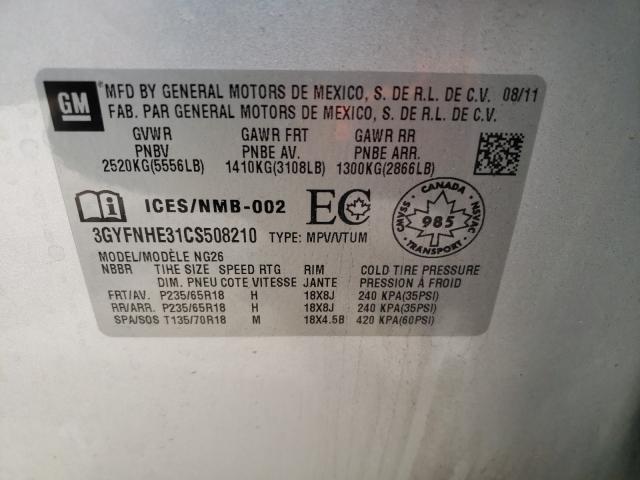 GM
MFD BY GENERAL MOTORS DE MEXICO, S. DE R.L. DE C.V. 08/11
FAB. PAR GENERAL MOTORS DE MEXICO, S. DE R.L. DE C.V.
GVWR GAWR FRT GAWR RR
PNBV PNBE AV. PNBE ARR.
2520KG(5556LB) 1410KG(3108LB) 1300KG(2866LB)
i ICES/NMB-002 EC
CANADA CMVSS NSVAC 985 TRANSPORT
3GYFNHE31CS508210 TYPE: MPV/VTUM
MODEL/MODÈLE NG26
NBBR TIRE SIZE SPEED RTG RIM COLD TIRE PRESSURE
DIM. PNEU COTE VITESSE JANTE PRESSION À FROID
FRT/AV. P235/65R18 H 18X8J 240 KPA(35PSI)
RR/ARR. P235/65R18 H 18X8J 240 KPA(35PSI)
SPA/SOS T135/70R18 M 18X4.5B 420 KPA(60PSI)